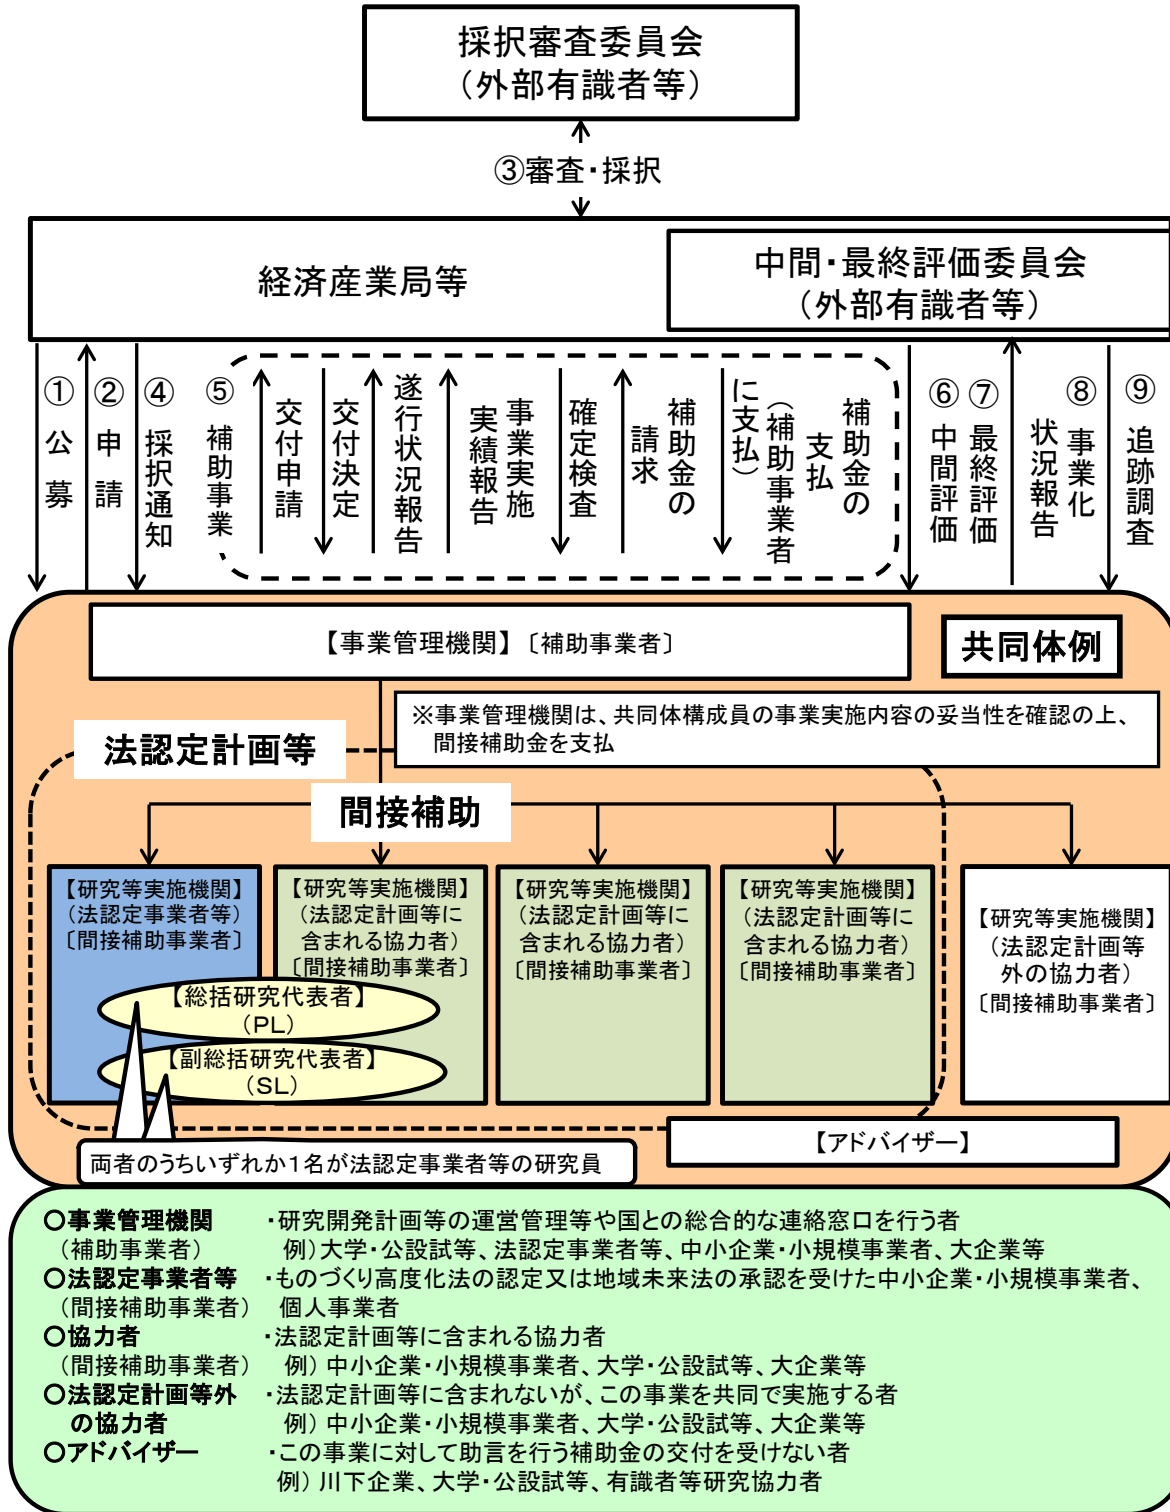 採択審査委員会
（外部有識者等）
③審査・採択
経済産業局等
中間・最終評価委員会
（外部有識者等）
①公募
②申請
④採択通知
⑤補助事業
交付申請
交付決定
遂行状況報告
事業実施
実績報告
確定検査
補助金の
請求
補助金の
支払
（補助事業者
に支払）
⑥中間評価
⑦最終評価
⑧事業化
状況報告
⑨追跡調査
【事業管理機関】〔補助事業者〕
共同体例
※事業管理機関は、共同体構成員の事業実施内容の妥当性を確認の上、
間接補助金を支払
法認定計画等
間接補助
【研究等実施機関】
（法認定事業者等）
〔間接補助事業者〕
【研究等実施機関】
（法認定計画等に
含まれる協力者）
〔間接補助事業者〕
【研究等実施機関】
（法認定計画等に
含まれる協力者）
〔間接補助事業者〕
【研究等実施機関】
（法認定計画等に
含まれる協力者）
〔間接補助事業者〕
【研究等実施機関】
（法認定計画等
外の協力者）
〔間接補助事業者〕
【総括研究代表者】
（PL）
【副総括研究代表者】
（SL）
【アドバイザー】
両者のうちいずれか１名が法認定事業者等の研究員
○事業管理機関 ・研究開発計画等の運営管理等や国との総合的な連絡窓口を行う者
（補助事業者） 例）大学・公設試等、法認定事業者等、中小企業・小規模事業者、大企業等
○法認定事業者等 ・ものづくり高度化法の認定又は地域未来法の承認を受けた中小企業・小規模事業者、
（間接補助事業者） 個人事業者
○協力者 ・法認定計画等に含まれる協力者
（間接補助事業者） 例）中小企業・小規模事業者、大学・公設試等、大企業等
○法認定計画等外 ・法認定計画等に含まれないが、この事業を共同で実施する者
の協力者 例）中小企業・小規模事業者、大学・公設試等、大企業等
○アドバイザー ・この事業に対して助言を行う補助金の交付を受けない者
例）川下企業、大学・公設試等、有識者等研究協力者